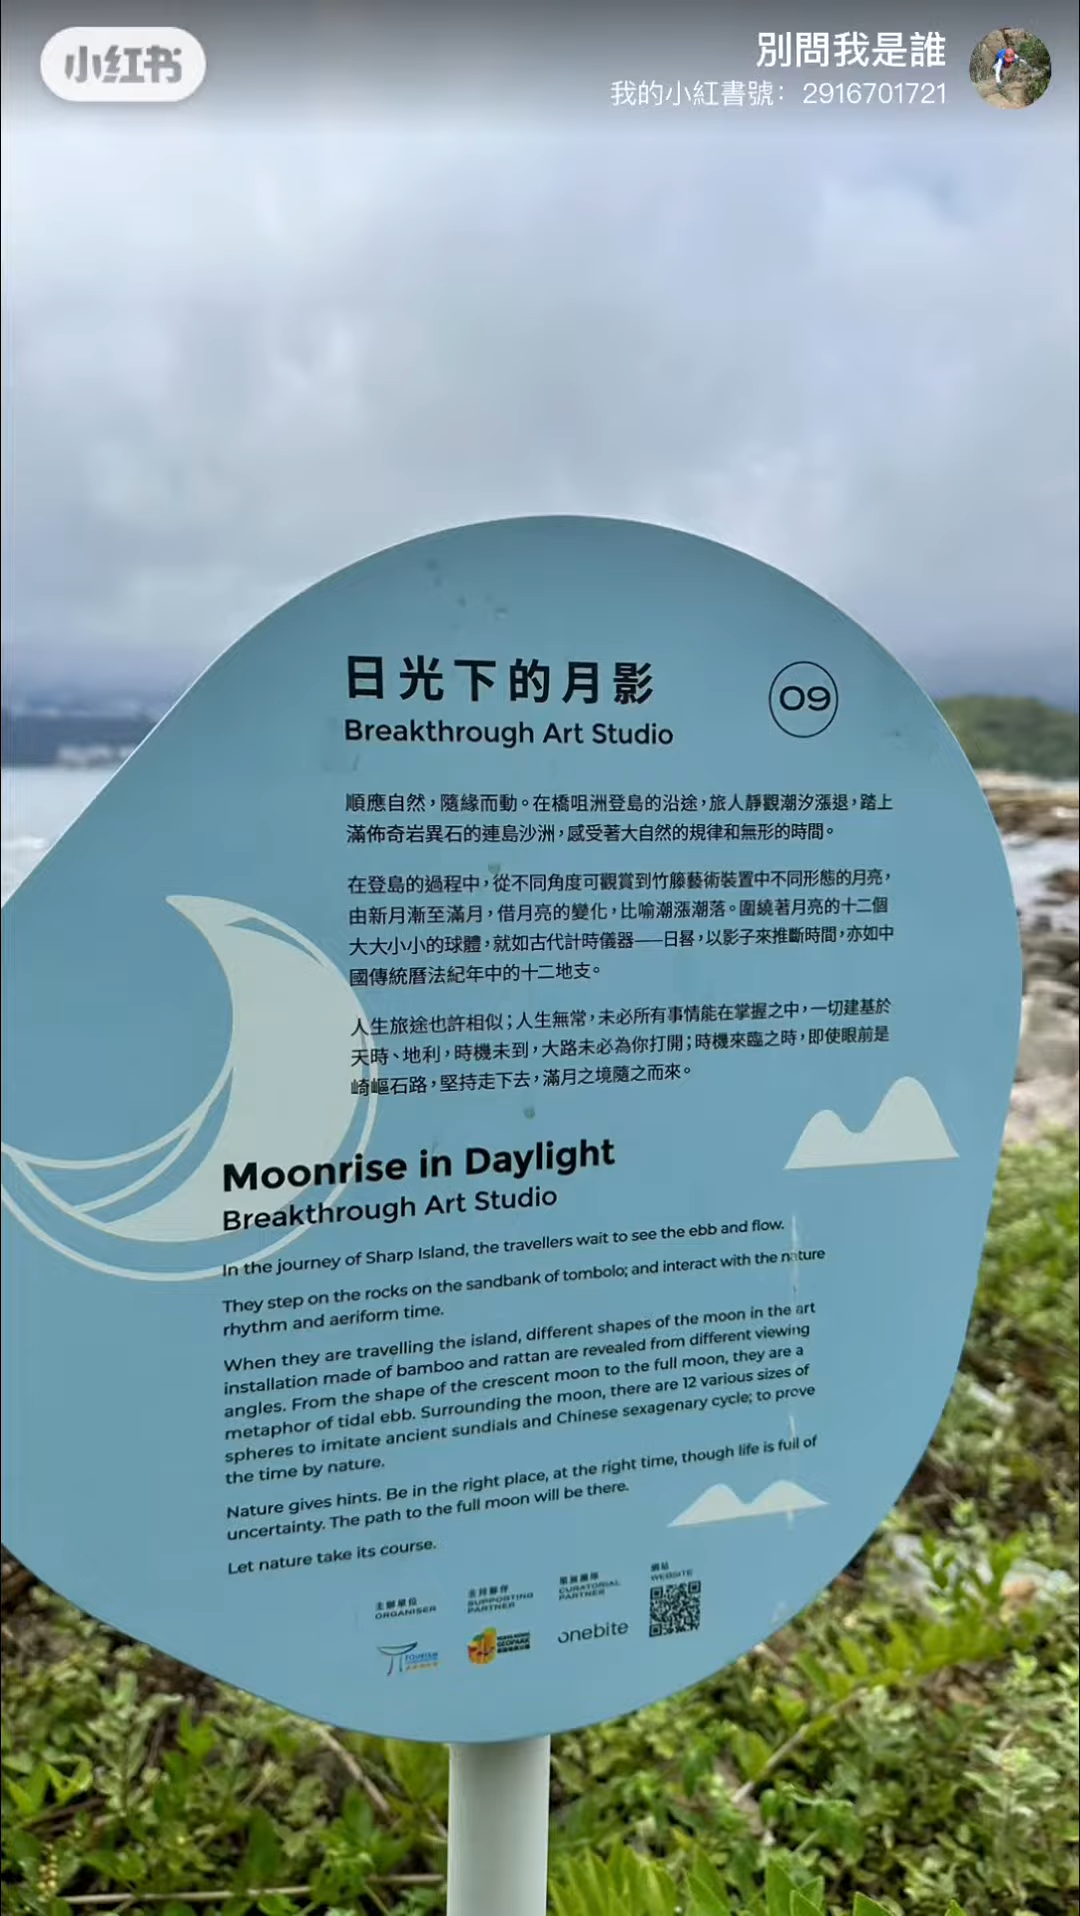 小红书
別問我是誰
我的小紅書號：2916701721
日光下的月影
Breakthrough Art Studio
09
順應自然，隨緣而動。在橋咀洲登島的沿途，旅人靜觀潮汐漲退，踏上
滿佈奇岩異石的連島沙洲，感受著大自然的規律和無形的時間。
在登島的過程中，從不同角度可觀賞到竹籐藝術裝置中不同形態的月亮，
由新月漸至滿月，借月亮的變化，比喻潮漲潮落。圍繞著月亮的十二個
大大小小的球體，就如古代計時儀器——日晷，以影子來推斷時間，亦如中
國傳統曆法紀年中的十二地支。
人生旅途也許相似；人生無常，未必所有事情能在掌握之中，一切建基於
天時、地利，時機未到，大路未必為你打開；時機來臨之時，即使眼前是
崎嶇石路，堅持走下去，滿月之境隨之而來。
Moonrise in Daylight
Breakthrough Art Studio
In the journey of Sharp Island, the travellers wait to see the ebb and flow.
They step on the rocks on the sandbank of tombolo; and interact with the nature
rhythm and aeriform time.
When they are travelling the island, different shapes of the moon in the art
installation made of bamboo and rattan are revealed from different viewing
angles. From the shape of the crescent moon to the full moon, they are a
metaphor of tidal ebb. Surrounding the moon, there are 12 various sizes of
spheres to imitate ancient sundials and Chinese sexagenary cycle; to prove
the time by nature.
Nature gives hints. Be in the right place, at the right time, though life is full of
uncertainty. The path to the full moon will be there.
Let nature take its course.
主辦單位
ORGANISER
支持夥伴
SUPPORTING
PARTNER
策展團隊
CURATORIAL
PARTNER
網站
WEBSITE
TOURISM
GEOPARK
onebite